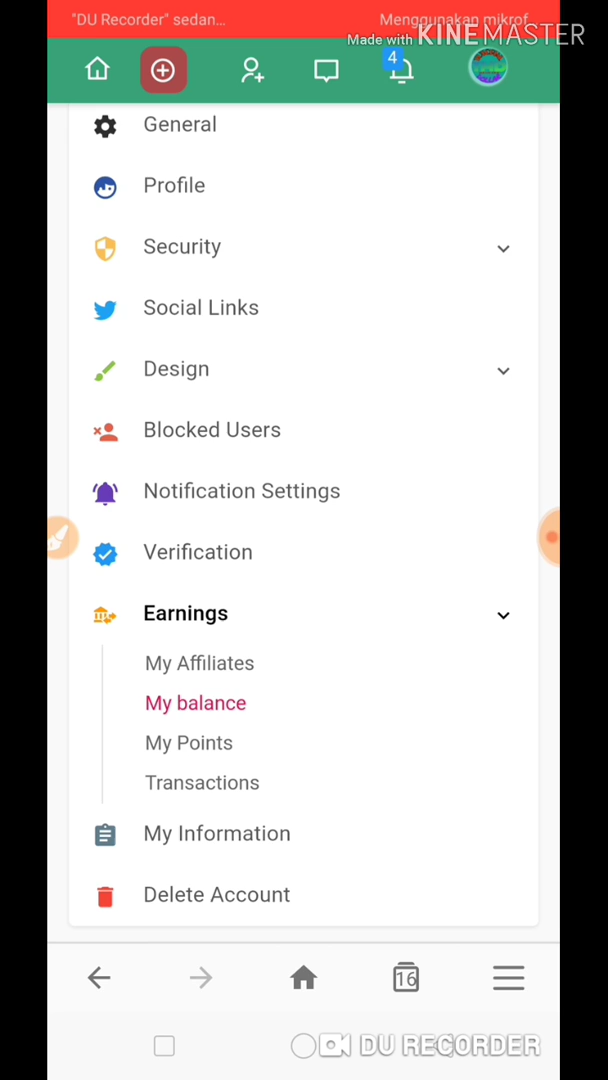 "DU Recorder" sedan...
Menggunakan mikrof
Made with KINEMASTER
4
General
Profile
Security
Social Links
Design
Blocked Users
Notification Settings
Verification
Earnings
My Affiliates
My balance
My Points
Transactions
My Information
Delete Account
16
DU RECORDER